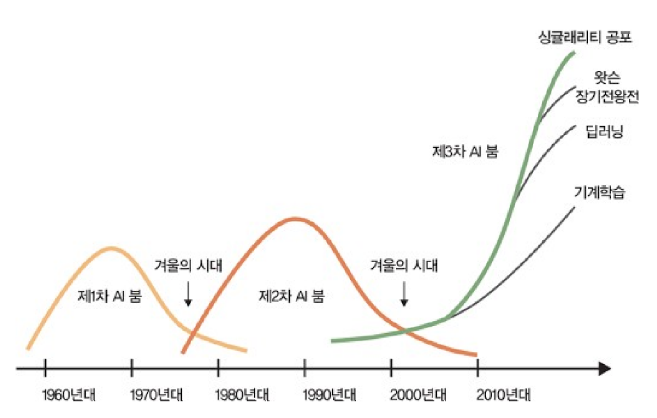 싱귤래리티 공포
왓슨
장기전왕전
딥러닝
제3차 AI 붐
기계학습
겨울의 시대
겨울의 시대
제1차 AI 붐
제2차 AI 붐
1960년대
1970년대
1980년대
1990년대
2000년대
2010년대